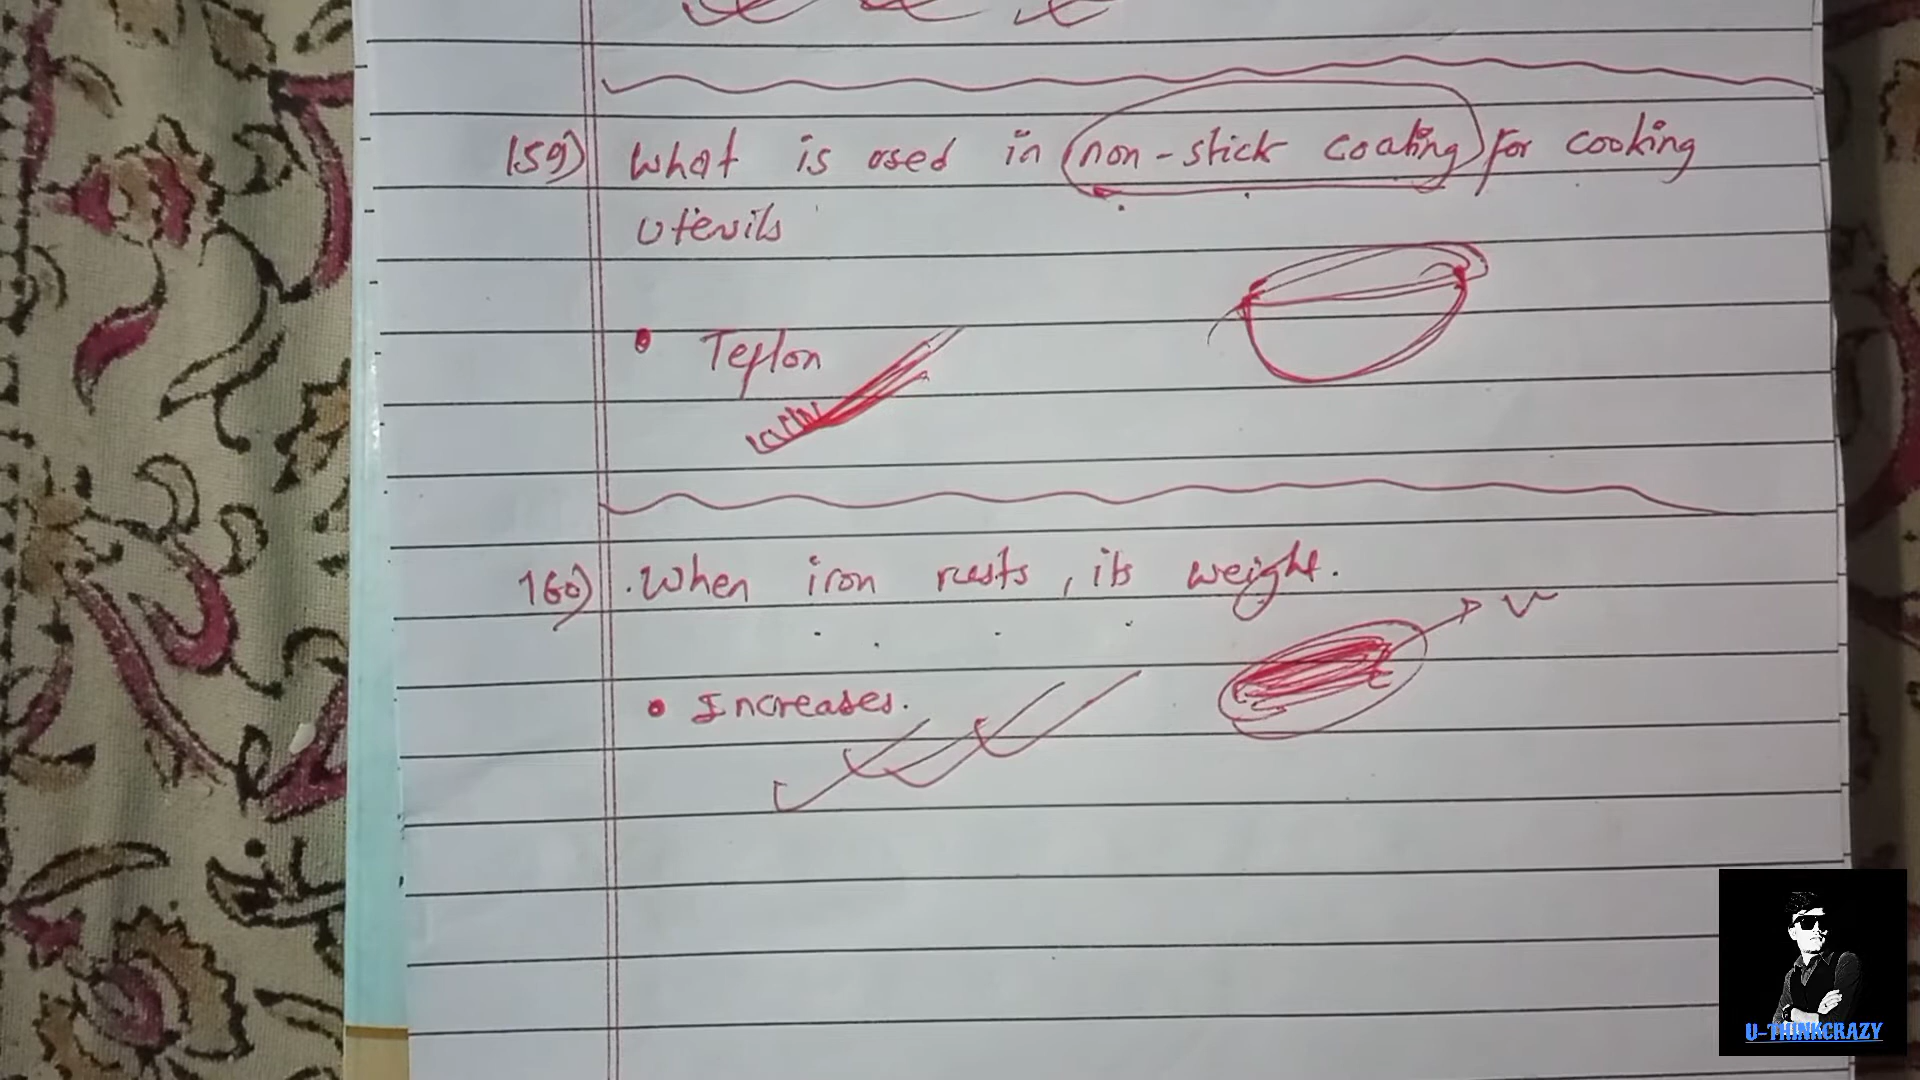 159) What is used in non-stick coating for cooking
utensils
• Teflon
160) When iron rusts, its weight.
• Increases.
U-THINKCRAZY